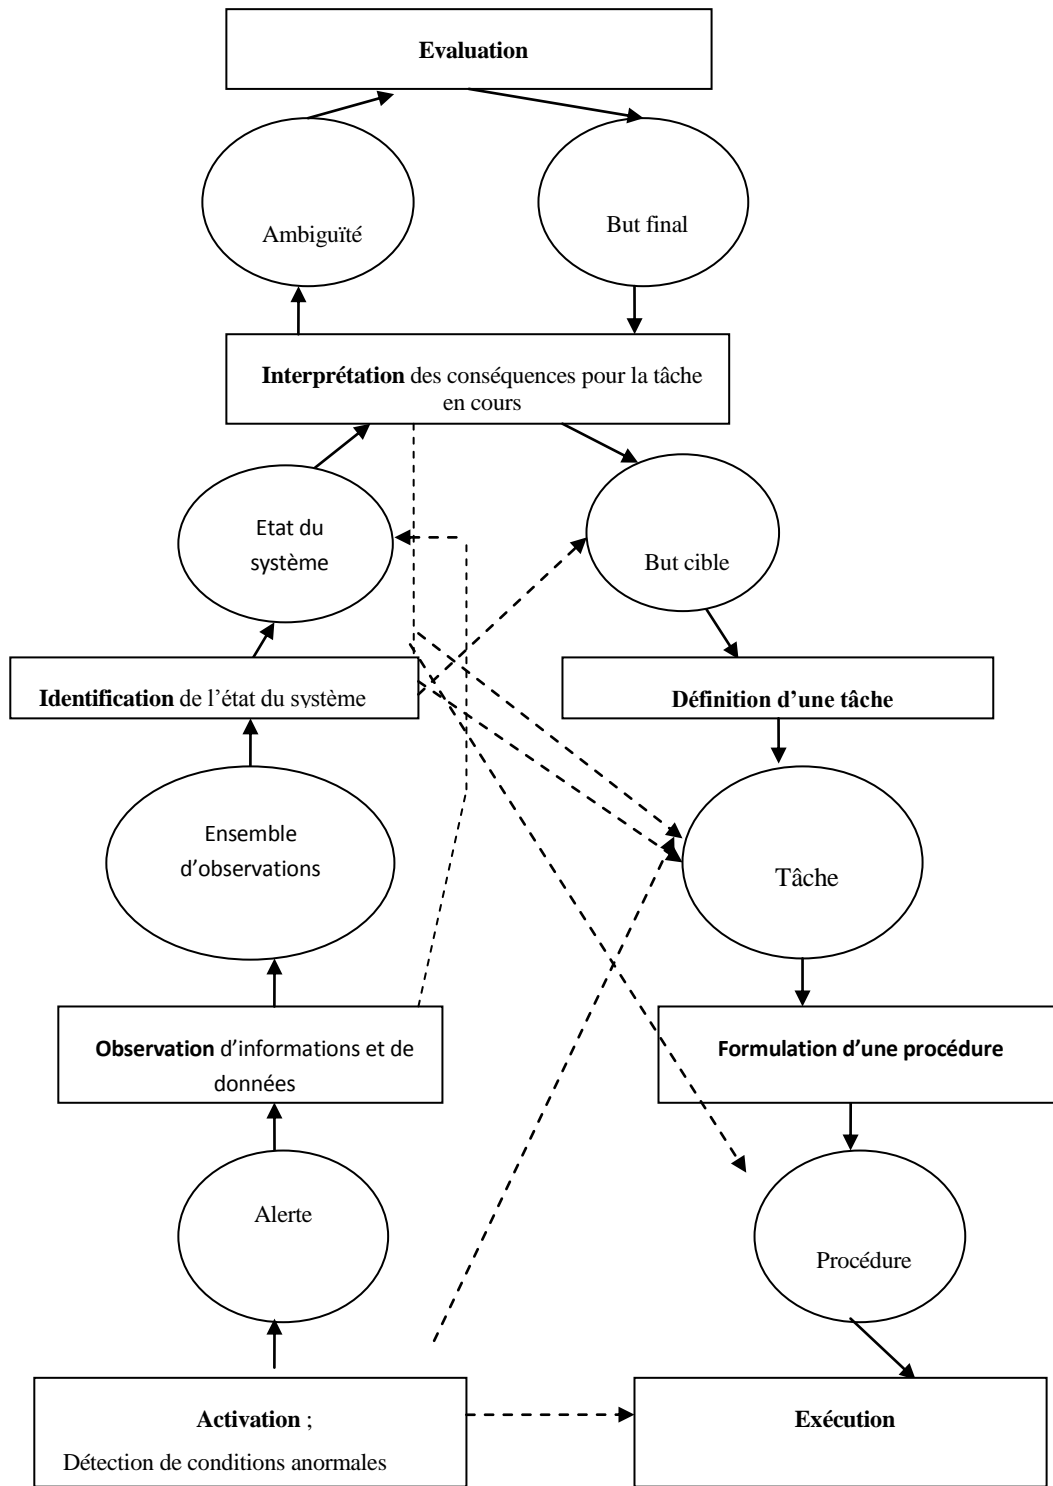 Evaluation
Ambiguïté
But final
Interprétation des conséquences pour la tâche
en cours
Etat du
système
But cible
Identification de l’état du système
Définition d’une tâche
Ensemble
d’observations
Tâche
Observation d’informations et de
données
Formulation d’une procédure
Alerte
Procédure
Activation ;
Détection de conditions anormales
Exécution